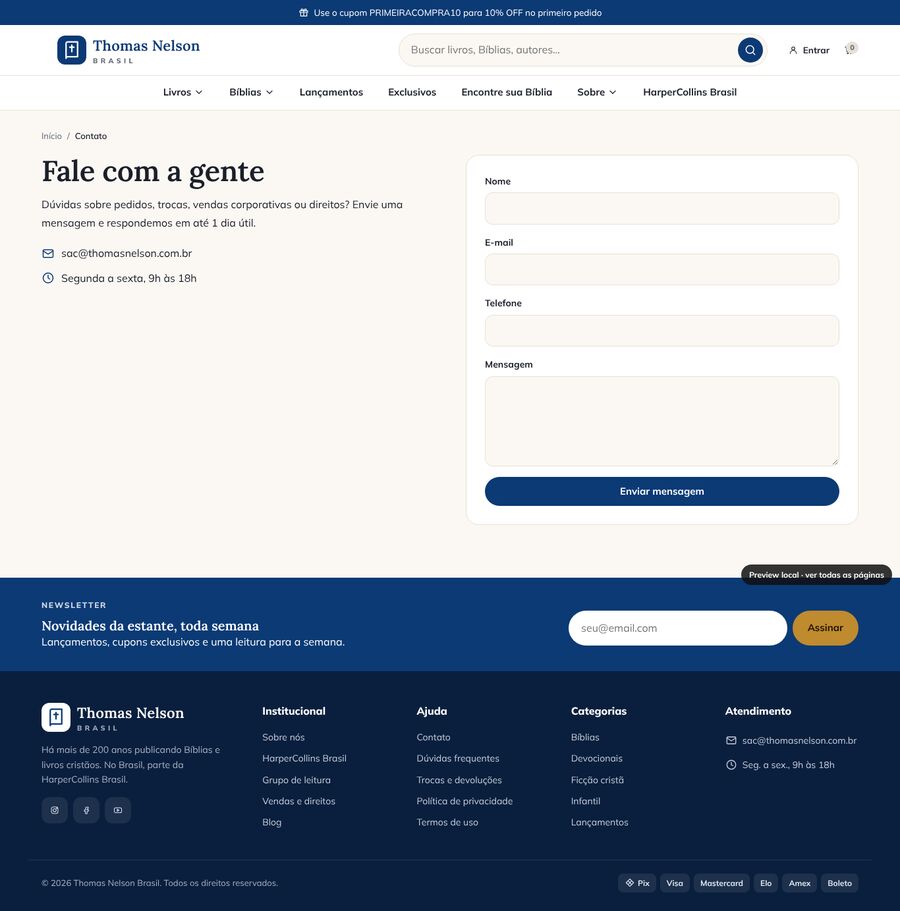 Use o cupom PRIMEIRACOMPRA10 para 10% OFF no primeiro pedido
Thomas Nelson
BRASIL
Buscar livros, Bíblias, autores...
Entrar
0
Livros
Bíblias
Lançamentos
Exclusivos
Encontre sua Bíblia
Sobre
HarperCollins Brasil
Início / Contato
Fale com a gente
Dúvidas sobre pedidos, trocas, vendas corporativas ou direitos? Envie uma
mensagem e respondemos em até 1 dia útil.
sac@thomasnelson.com.br
Segunda a sexta, 9h às 18h
Nome
E-mail
Telefone
Mensagem
Enviar mensagem
Preview local · ver todas as páginas
NEWSLETTER
Novidades da estante, toda semana
Lançamentos, cupons exclusivos e uma leitura para a semana.
seu@email.com
Assinar
Thomas Nelson
BRASIL
Há mais de 200 anos publicando Bíblias e
livros cristãos. No Brasil, parte da
HarperCollins Brasil.
Institucional
Sobre nós
HarperCollins Brasil
Grupo de leitura
Vendas e direitos
Blog
Ajuda
Contato
Dúvidas frequentes
Trocas e devoluções
Política de privacidade
Termos de uso
Categorias
Bíblias
Devocionais
Ficção cristã
Infantil
Lançamentos
Atendimento
sac@thomasnelson.com.br
Seg. a sex., 9h às 18h
© 2026 Thomas Nelson Brasil. Todos os direitos reservados.
Pix
Visa
Mastercard
Elo
Amex
Boleto